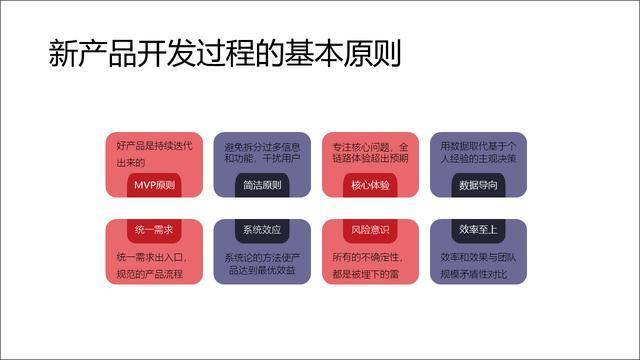 新产品开发过程的基本原则
好产品是持续迭代
出来的
MVP原则
避免拆分过多信息
和功能，干扰用户
简洁原则
专注核心问题，全
链路体验超出预期
核心体验
用数据取代基于个
人经验的主观决策
数据导向
统一需求
统一需求出入口，
规范的产品流程
系统效应
系统论的方法使产
品达到最优效益
风险意识
所有的不确定性，
都是被埋下的雷
效率至上
效率和效果与团队
规模矛盾性对比